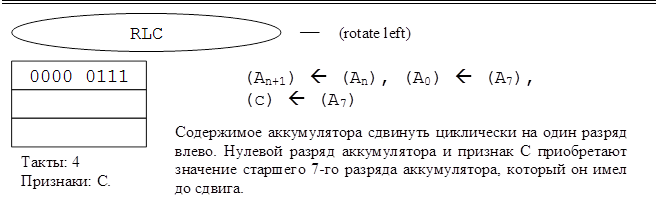 RLC — (rotate left)
0000 0111
(Aₙ₊₁) ← (Aₙ), (A₀) ← (A₇),
(C) ← (A₇)
Содержимое аккумулятора сдвинуть циклически на один разряд
влево. Нулевой разряд аккумулятора и признак С приобретают
значение старшего 7-го разряда аккумулятора, который он имел
до сдвига.
Такты: 4
Признаки: С.